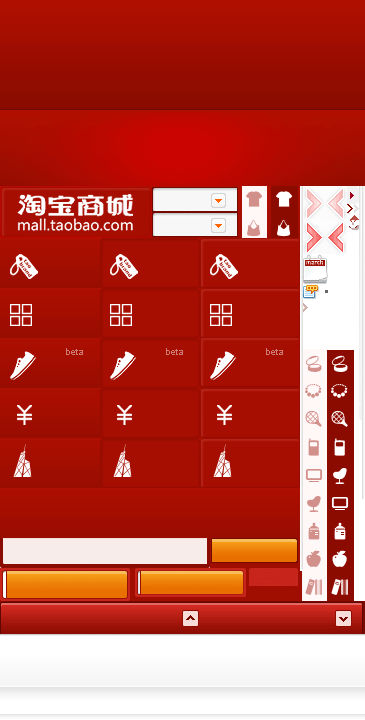 淘宝商城
mall.taobao.com
march
beta beta beta
¥ ¥ ¥